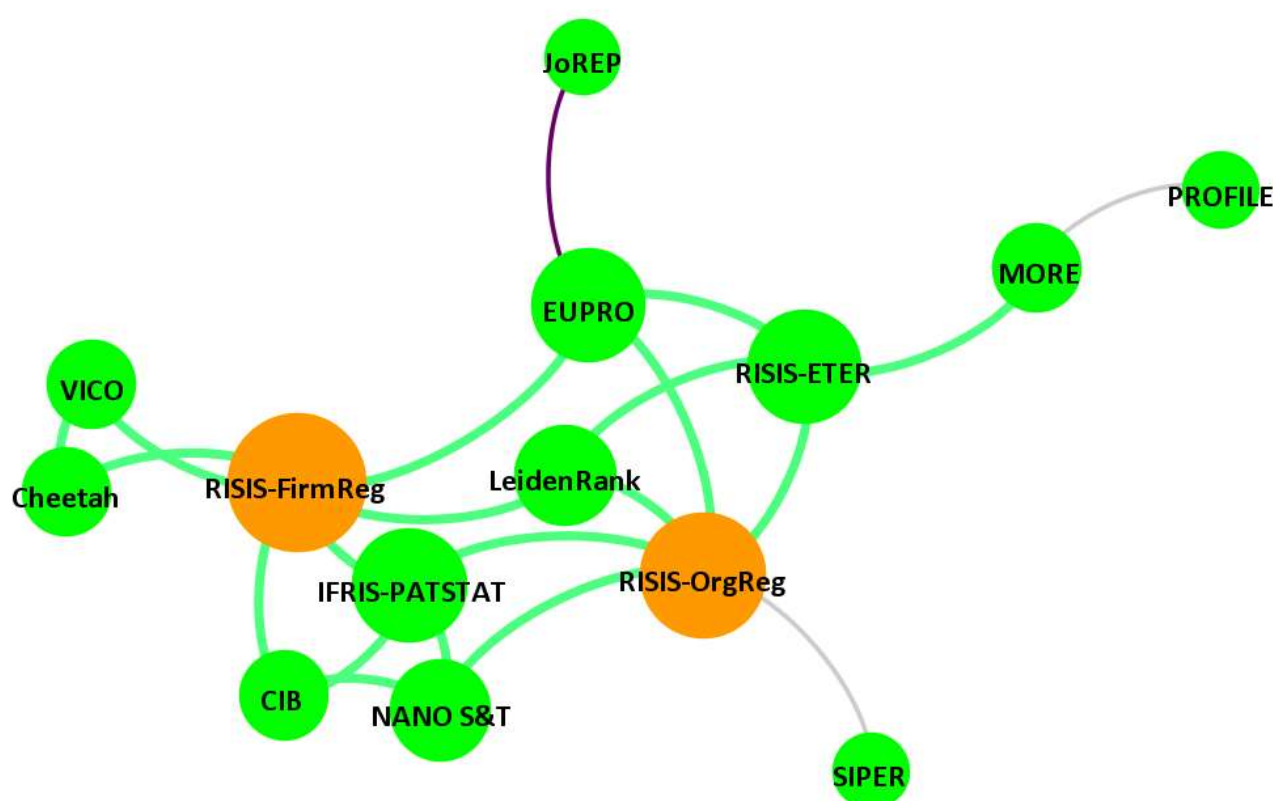 JoREP
PROFILE
MORE
EUPRO
RISIS-ETER
VICO
LeidenRank
RISIS-FirmReg
Cheetah
RISIS-OrgReg
IFRIS-PATSTAT
CIB
NANO S&T
SIPER